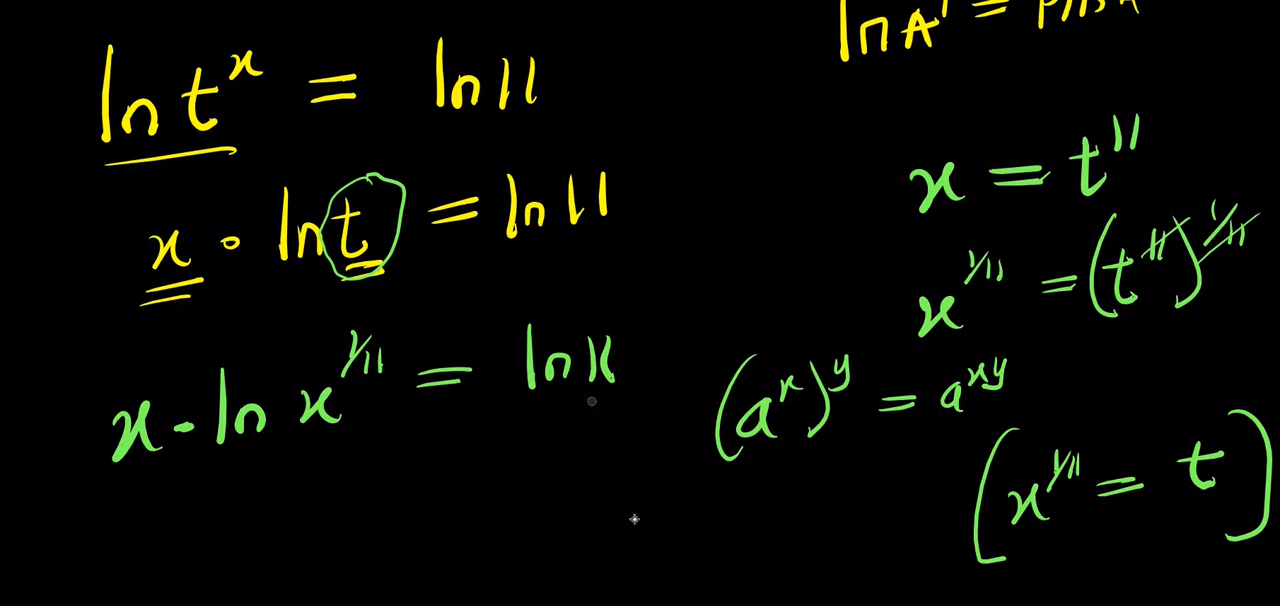 ln t^x = ln 11
x · ln t = ln 11
x · ln x^1/11 = ln 11
ln A
x = t^11
x^1/11 = (t^11)^1/11
(a^x)^y = a^xy
(x^1/11 = t)